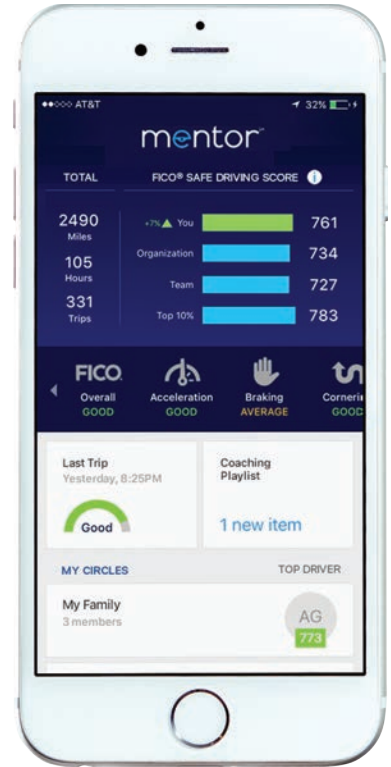 AT&T 32%
mentor
TOTAL FICO® SAFE DRIVING SCORE i
2490
Miles
105
Hours
331
Trips
+7% You 761
Organization 734
Team 727
Top 10% 783
FICO
Overall
GOOD
Acceleration
GOOD
Braking
AVERAGE
Cornerin
GOOD
Last Trip
Yesterday, 8:25PM
Good
Coaching
Playlist
1 new item
MY CIRCLES TOP DRIVER
My Family
3 members
AG
773